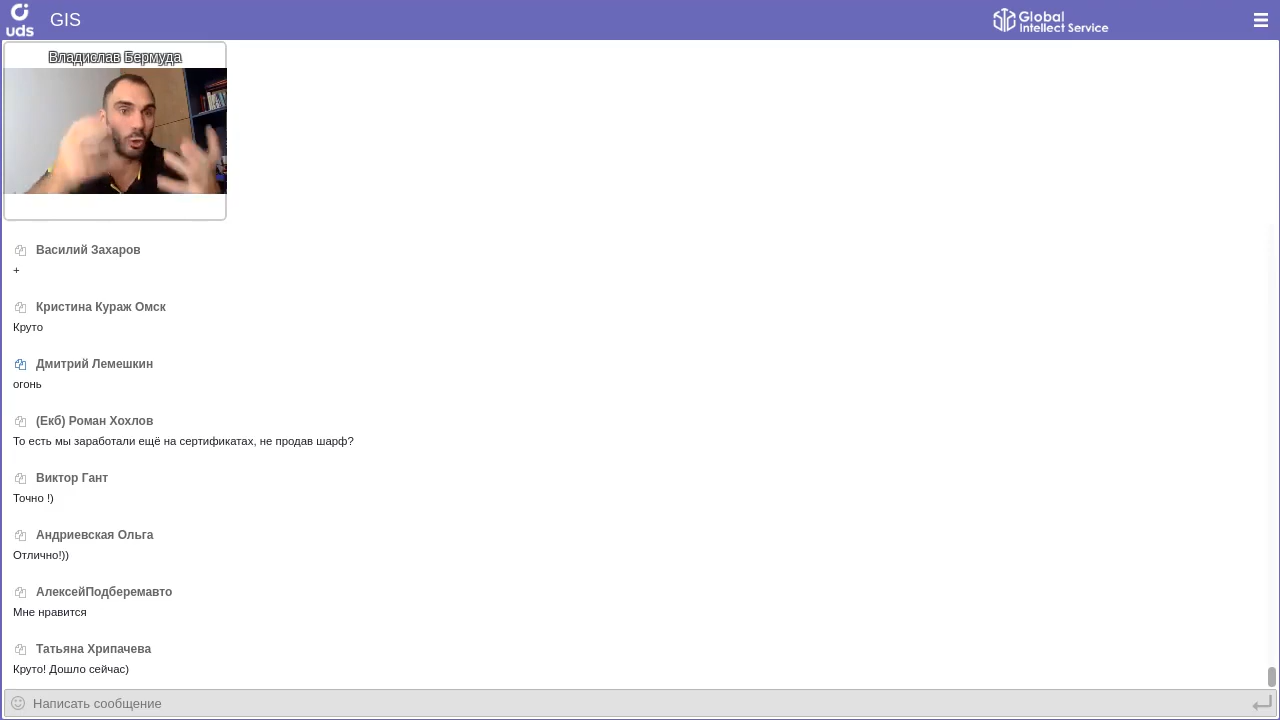 uds
GIS
Global
Intellect Service
Владислав Бермуда
Василий Захаров
+
Кристина Кураж Омск
Круто
Дмитрий Лемешкин
огонь
(Екб) Роман Хохлов
То есть мы заработали ещё на сертификатах, не продав шарф?
Виктор Гант
Точно !)
Андриевская Ольга
Отлично!))
АлексейПодберемавто
Мне нравится
Татьяна Хрипачева
Круто! Дошло сейчас)
Написать сообщение